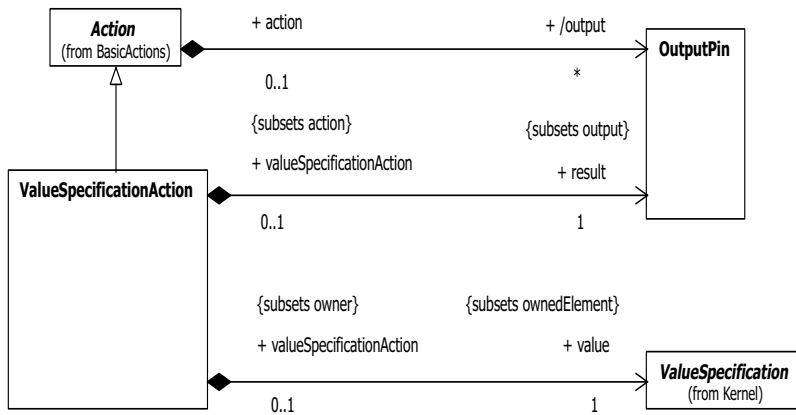 Action
(from BasicActions)
+ action
+ /output
OutputPin
0..1
*
{subsets action}
{subsets output}
ValueSpecificationAction
+ valueSpecificationAction
+ result
0..1
1
{subsets owner}
{subsets ownedElement}
+ valueSpecificationAction
+ value
ValueSpecification
(from Kernel)
0..1
1